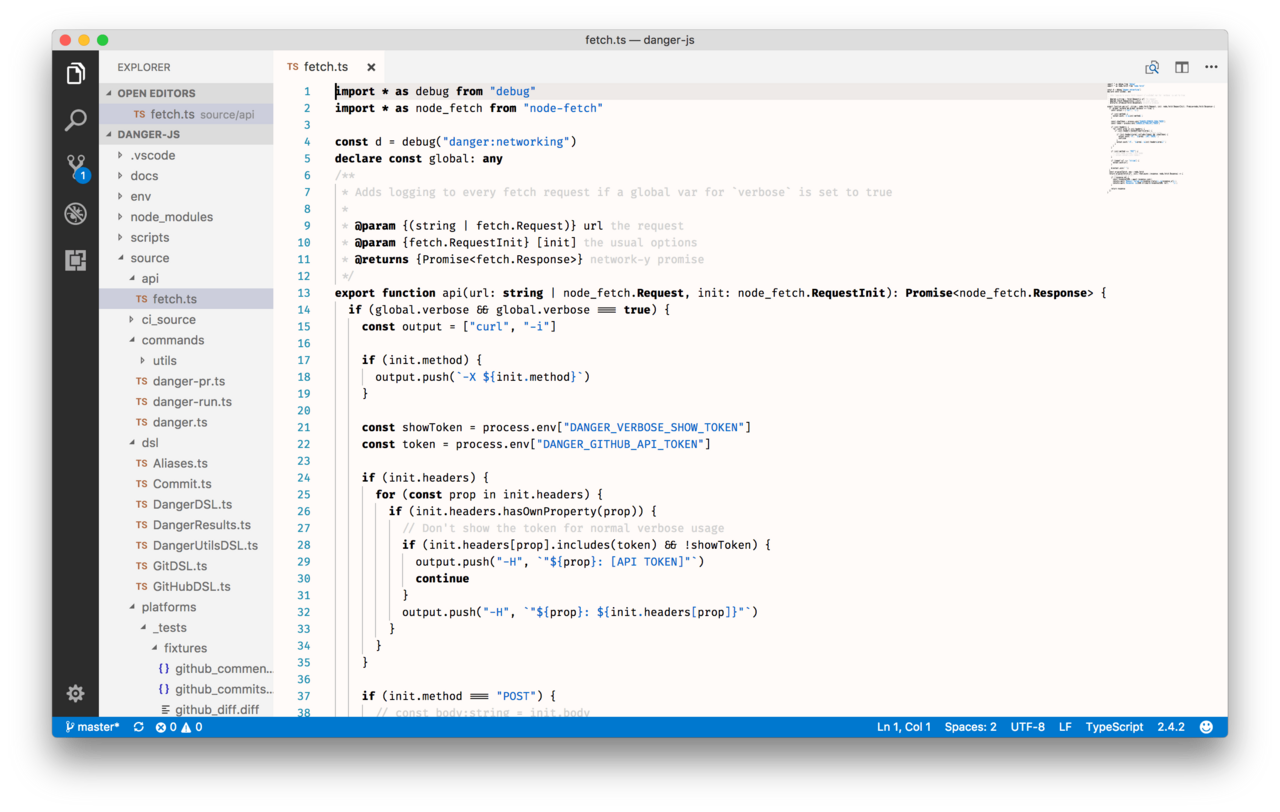 fetch.ts — danger-js
EXPLORER
OPEN EDITORS
TS fetch.ts source/api
DANGER-JS
.vscode
docs
env
node_modules
scripts
source
api
TS fetch.ts
ci_source
commands
utils
TS danger-pr.ts
TS danger-run.ts
TS danger.ts
dsl
TS Aliases.ts
TS Commit.ts
TS DangerDSL.ts
TS DangerResults.ts
TS DangerUtilsDSL.ts
TS GitDSL.ts
TS GitHubDSL.ts
platforms
_tests
fixtures
{} github_commen...
{} github_commits...
github_diff.diff
1
TS fetch.ts
1 import * as debug from "debug"
2 import * as node_fetch from "node-fetch"
3
4 const d = debug("danger:networking")
5 declare const global: any
6 /**
7 * Adds logging to every fetch request if a global var for `verbose` is set to true
8 *
9 * @param {(string | fetch.Request)} url the request
10 * @param {fetch.RequestInit} [init] the usual options
11 * @returns {Promise<fetch.Response>} network-y promise
12 */
13 export function api(url: string | node_fetch.Request, init: node_fetch.RequestInit): Promise<node_fetch.Response> {
14 if (global.verbose && global.verbose === true) {
15 const output = ["curl", "-i"]
16
17 if (init.method) {
18 output.push(`-X ${init.method}`)
19 }
20
21 const showToken = process.env["DANGER_VERBOSE_SHOW_TOKEN"]
22 const token = process.env["DANGER_GITHUB_API_TOKEN"]
23
24 if (init.headers) {
25 for (const prop in init.headers) {
26 if (init.headers.hasOwnProperty(prop)) {
27 // Don't show the token for normal verbose usage
28 if (init.headers[prop].includes(token) && !showToken) {
29 output.push("-H", `"${prop}: [API TOKEN]"`)
30 continue
31 }
32 output.push("-H", `"${prop}: ${init.headers[prop]}"`)
33 }
34 }
35 }
36
37 if (init.method === "POST") {
38 // const body:string = init.body
master* 0 0 Ln 1, Col 1 Spaces: 2 UTF-8 LF TypeScript 2.4.2